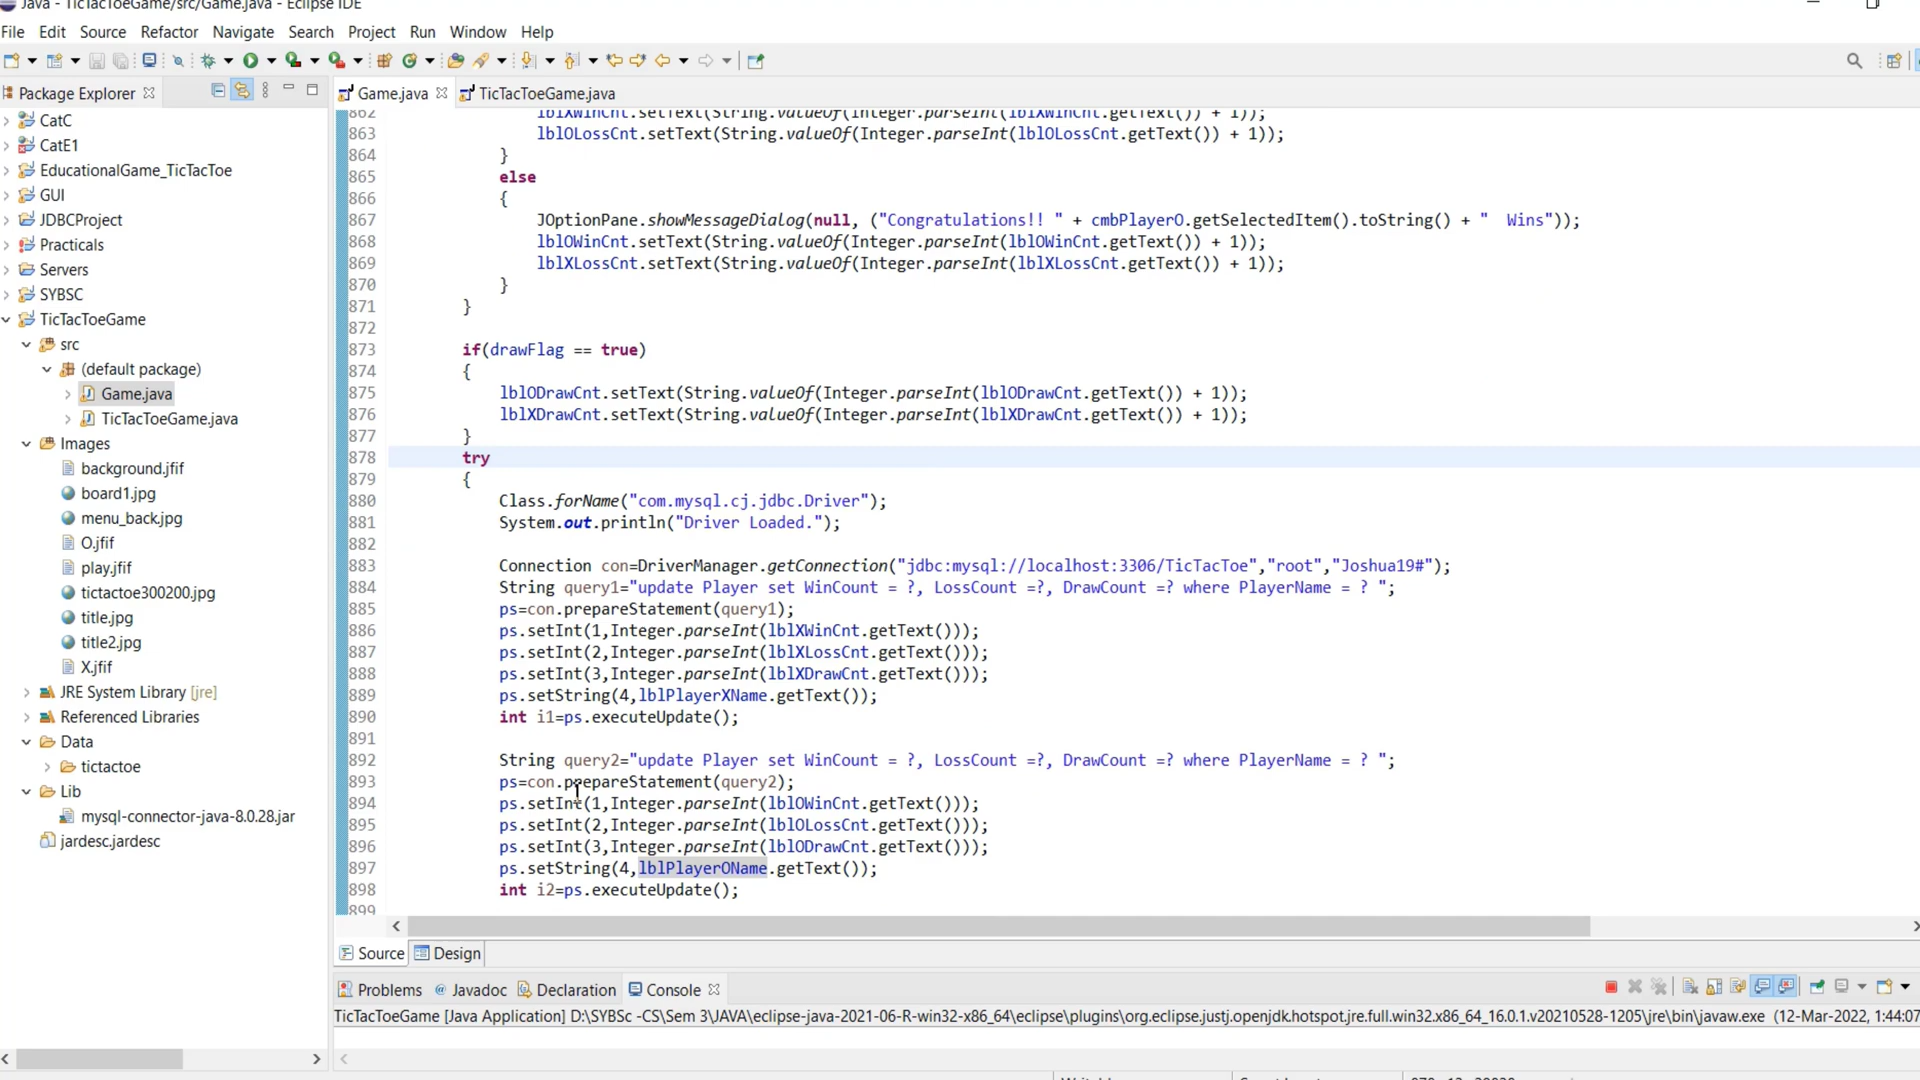 Java - TicTacToeGame/src/Game.java - Eclipse IDE
File Edit Source Refactor Navigate Search Project Run Window Help
Package Explorer
CatC
CatE1
EducationalGame_TicTacToe
GUI
JDBCProject
Practicals
Servers
SYBSC
TicTacToeGame
src
(default package)
Game.java
TicTacToeGame.java
Images
background.jfif
board1.jpg
menu_back.jpg
O.jfif
play.jfif
tictactoe300200.jpg
title.jpg
title2.jpg
X.jfif
JRE System Library [jre]
Referenced Libraries
Data
tictactoe
Lib
mysql-connector-java-8.0.28.jar
jardesc.jardesc
Game.java TicTacToeGame.java
862 lblXWinCnt.setText(String.valueOf(Integer.parseInt(lblXWinCnt.getText()) + 1));
863 lblOLossCnt.setText(String.valueOf(Integer.parseInt(lblOLossCnt.getText()) + 1));
864 }
865 else
866 {
867 JOptionPane.showMessageDialog(null, ("Congratulations!! " + cmbPlayerO.getSelectedItem().toString() + "  Wins"));
868 lblOWinCnt.setText(String.valueOf(Integer.parseInt(lblOWinCnt.getText()) + 1));
869 lblXLossCnt.setText(String.valueOf(Integer.parseInt(lblXLossCnt.getText()) + 1));
870 }
871 }
872
873 if(drawFlag == true)
874 {
875 lblODrawCnt.setText(String.valueOf(Integer.parseInt(lblODrawCnt.getText()) + 1));
876 lblXDrawCnt.setText(String.valueOf(Integer.parseInt(lblXDrawCnt.getText()) + 1));
877 }
878 try
879 {
880 Class.forName("com.mysql.cj.jdbc.Driver");
881 System.out.println("Driver Loaded.");
882
883 Connection con=DriverManager.getConnection("jdbc:mysql://localhost:3306/TicTacToe","root","Joshua19#");
884 String query1="update Player set WinCount = ?, LossCount =?, DrawCount =? where PlayerName = ? ";
885 ps=con.prepareStatement(query1);
886 ps.setInt(1,Integer.parseInt(lblXWinCnt.getText()));
887 ps.setInt(2,Integer.parseInt(lblXLossCnt.getText()));
888 ps.setInt(3,Integer.parseInt(lblXDrawCnt.getText()));
889 ps.setString(4,lblPlayerXName.getText());
890 int i1=ps.executeUpdate();
891
892 String query2="update Player set WinCount = ?, LossCount =?, DrawCount =? where PlayerName = ? ";
893 ps=con.prepareStatement(query2);
894 ps.setInt(1,Integer.parseInt(lblOWinCnt.getText()));
895 ps.setInt(2,Integer.parseInt(lblOLossCnt.getText()));
896 ps.setInt(3,Integer.parseInt(lblODrawCnt.getText()));
897 ps.setString(4,lblPlayerOName.getText());
898 int i2=ps.executeUpdate();
899
Source Design
Problems Javadoc Declaration Console
TicTacToeGame [Java Application] D:\SYBSc -CS\Sem 3\JAVA\eclipse-java-2021-06-R-win32-x86_64\eclipse\plugins\org.eclipse.justj.openjdk.hotspot.jre.full.win32.x86_64_16.0.1.v20210528-1205\jre\bin\javaw.exe (12-Mar-2022, 1:44:07